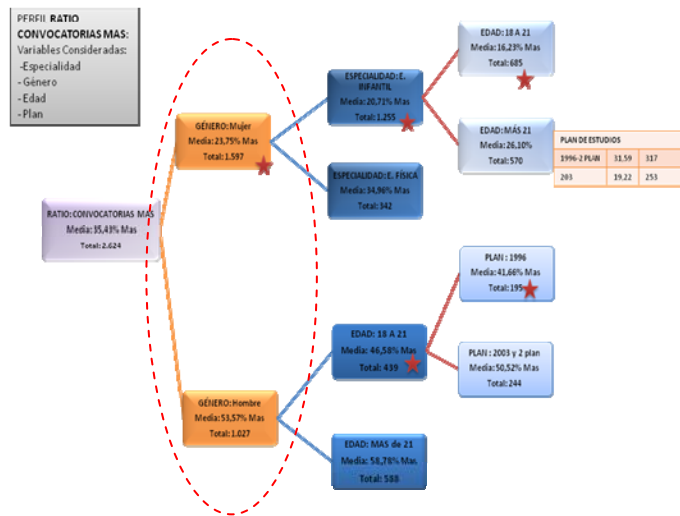 PERFIL RATIO
CONVOCATORIAS MAS:
Variables Consideradas:
-Especialidad
- Género
- Edad
- Plan
EDAD: 18 A 21
Media: 16,23% Mas
Total: 685
ESPECIALIDAD: E.
INFANTIL
Media: 20,71% Mas
Total: 1.255
GÉNERO: Mujer
Media: 23,75% Mas
Total: 1.597
EDAD: MÁS 21
Media: 26,10%
Total: 570
PLAN DE ESTUDIOS
1996-2 PLAN 31,59 317
203 19,22 253
ESPECIALIDAD: E. FÍSICA
Media: 34,96% Mas
Total: 342
RATIO: CONVOCATORIAS MAS
Media: 35,43% Mas
Total: 2.624
PLAN : 1996
Media: 41,66% Mas
Total: 195
EDAD: 18 A 21
Media: 46,58% Mas
Total: 439
PLAN : 2003 y 2 plan
Media: 50,52% Mas
Total: 244
GÉNERO: Hombre
Media: 53,57% Mas
Total: 1.027
EDAD: MAS de 21
Media: 58,78% Mas
Total: 588